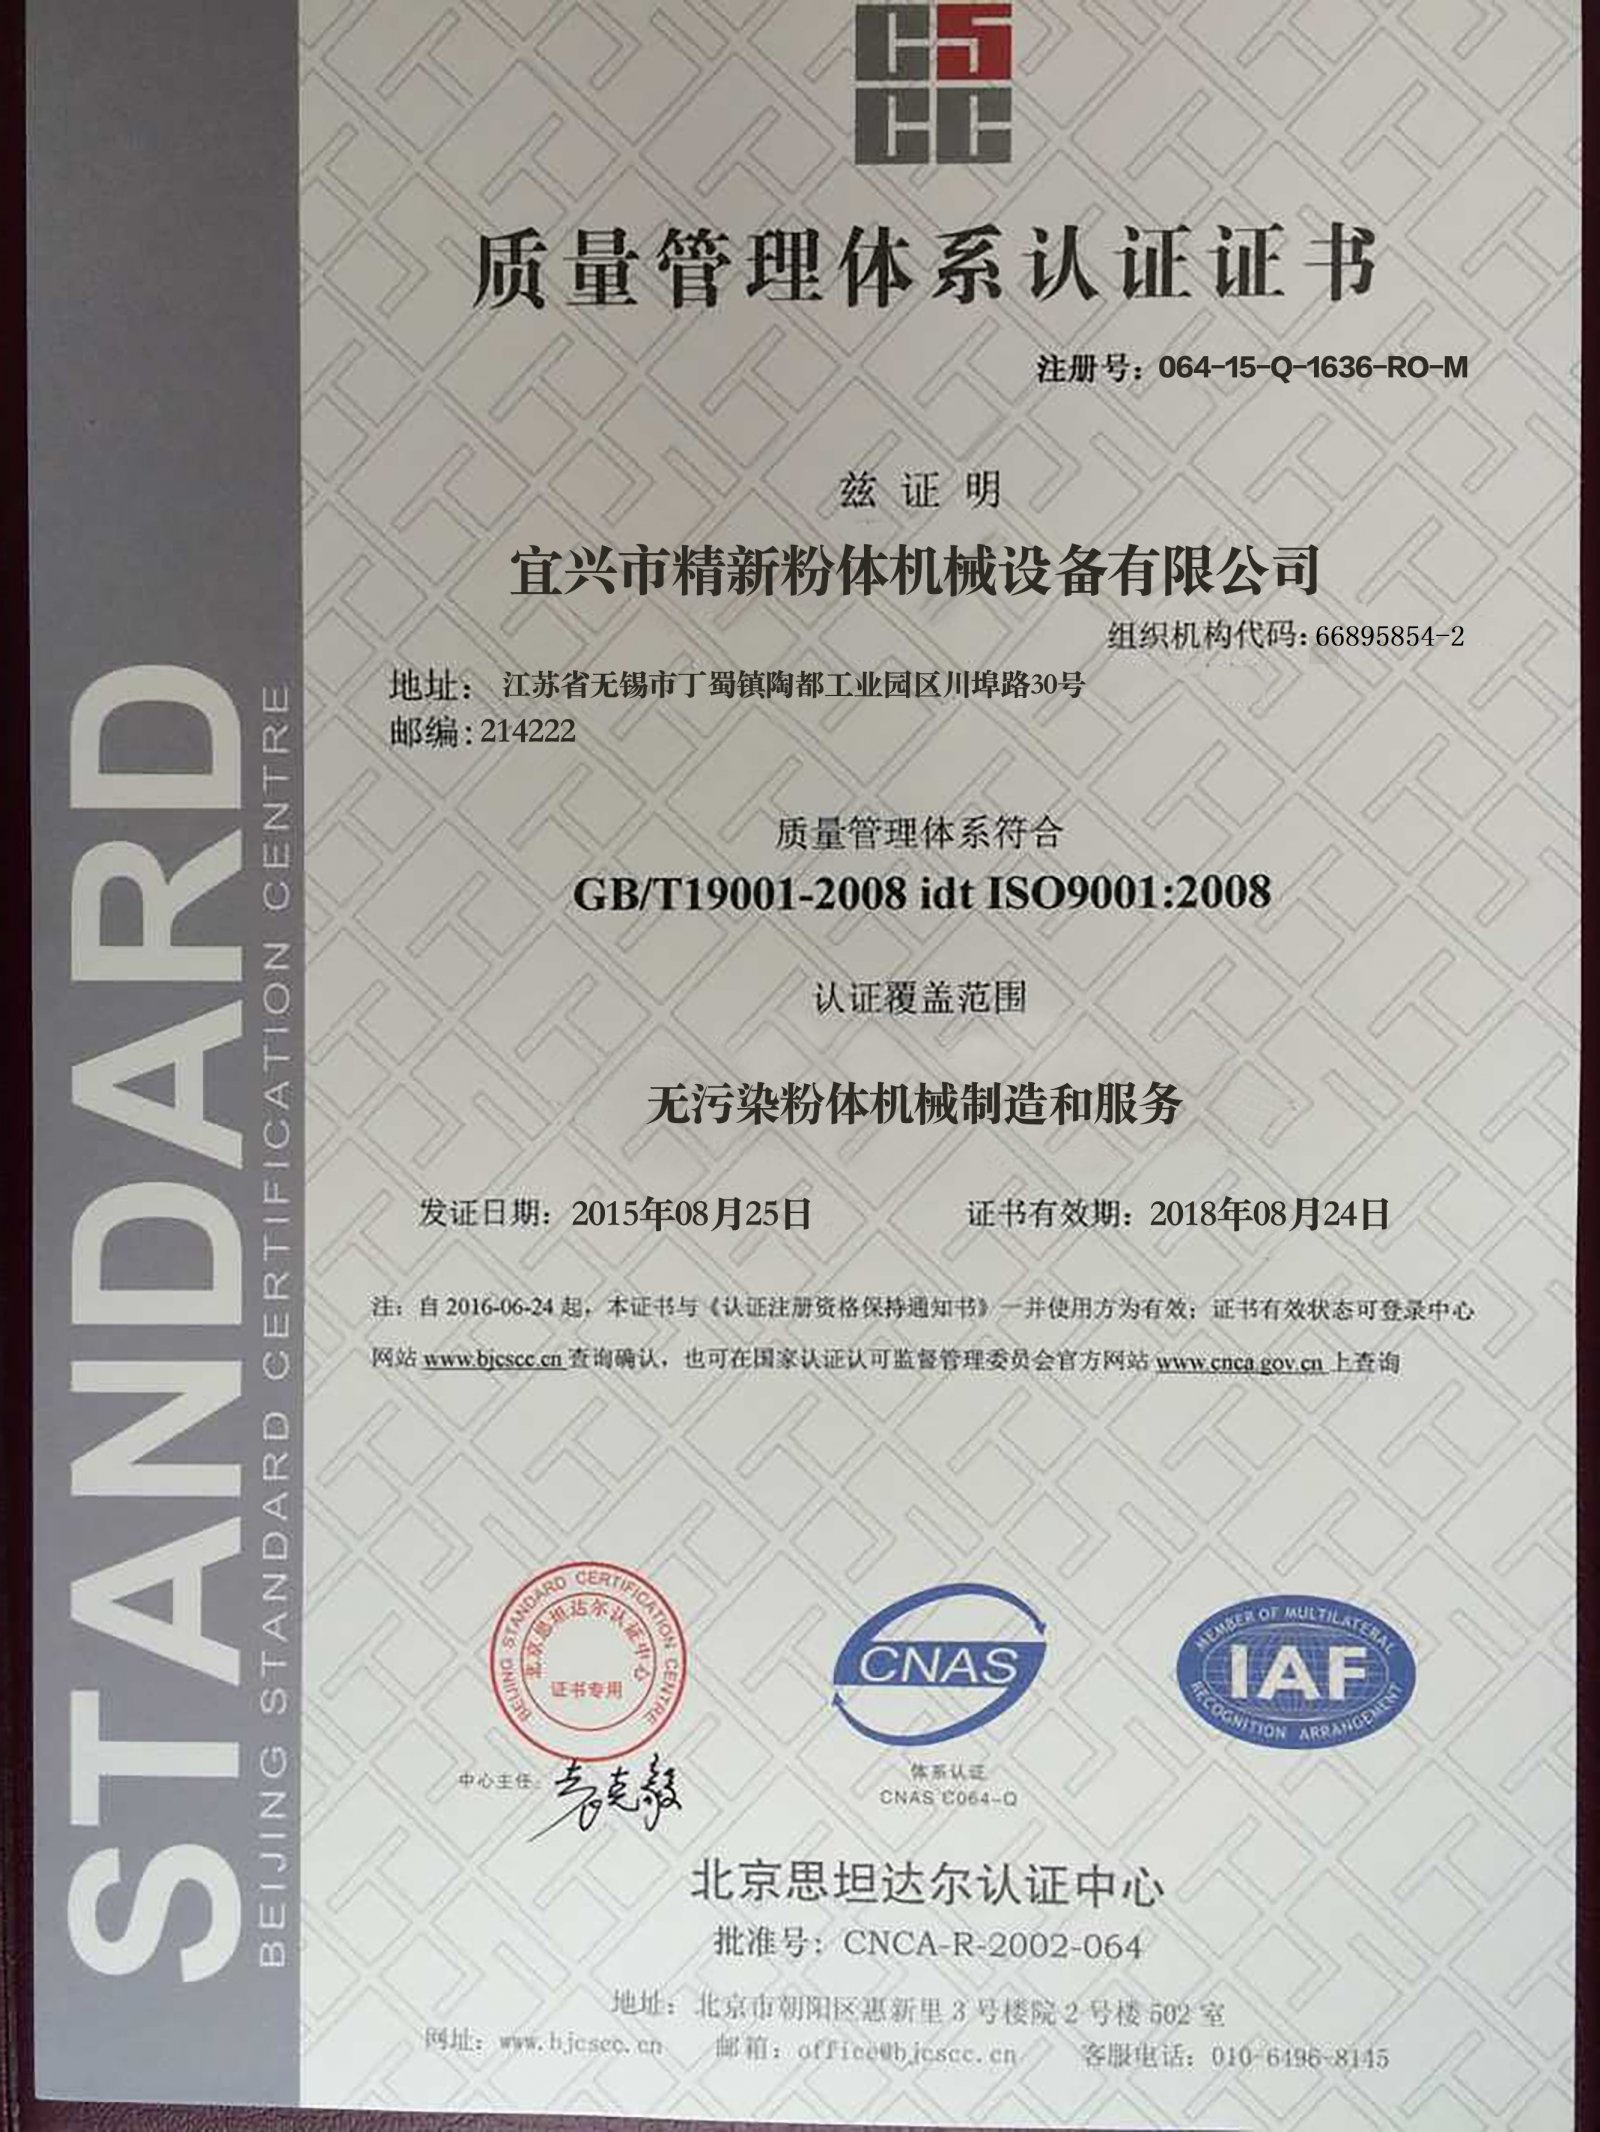 CSCC
质量管理体系认证证书
注册号：064-15-Q-1636-RO-M
兹证明
宜兴市精新粉体机械设备有限公司
组织机构代码:66895854-2
地址：江苏省无锡市丁蜀镇陶都工业园区川埠路30号
邮编:214222
质量管理体系符合
GB/T19001-2008 idt ISO9001:2008
认证覆盖范围
无污染粉体机械制造和服务
发证日期：2015年08月25日 证书有效期：2018年08月24日
注：自2016-06-24起，本证书与《认证注册资格保持通知书》一并使用方为有效；证书有效状态可登录中心
网站 www.bjcscc.cn 查询确认，也可在国家认证认可监督管理委员会官方网站 www.cnca.gov.cn 上查询
BEIJING STANDARD CERTIFICATION CENTRE
北京思坦达尔认证中心
证书专用
中心主任：袁克毅
CNAS
体系认证
CNAS C064-Q
MEMBER OF MULTILATERAL
IAF
RECOGNITION ARRANGEMENT
北京思坦达尔认证中心
批准号：CNCA-R-2002-064
地址：北京市朝阳区惠新里3号楼院2号楼502室
网址：www.bjcscc.cn 邮箱：office@bjcscc.cn 客服电话：010-6496-8145
STANDARD
BEIJING STANDARD CERTIFICATION CENTRE